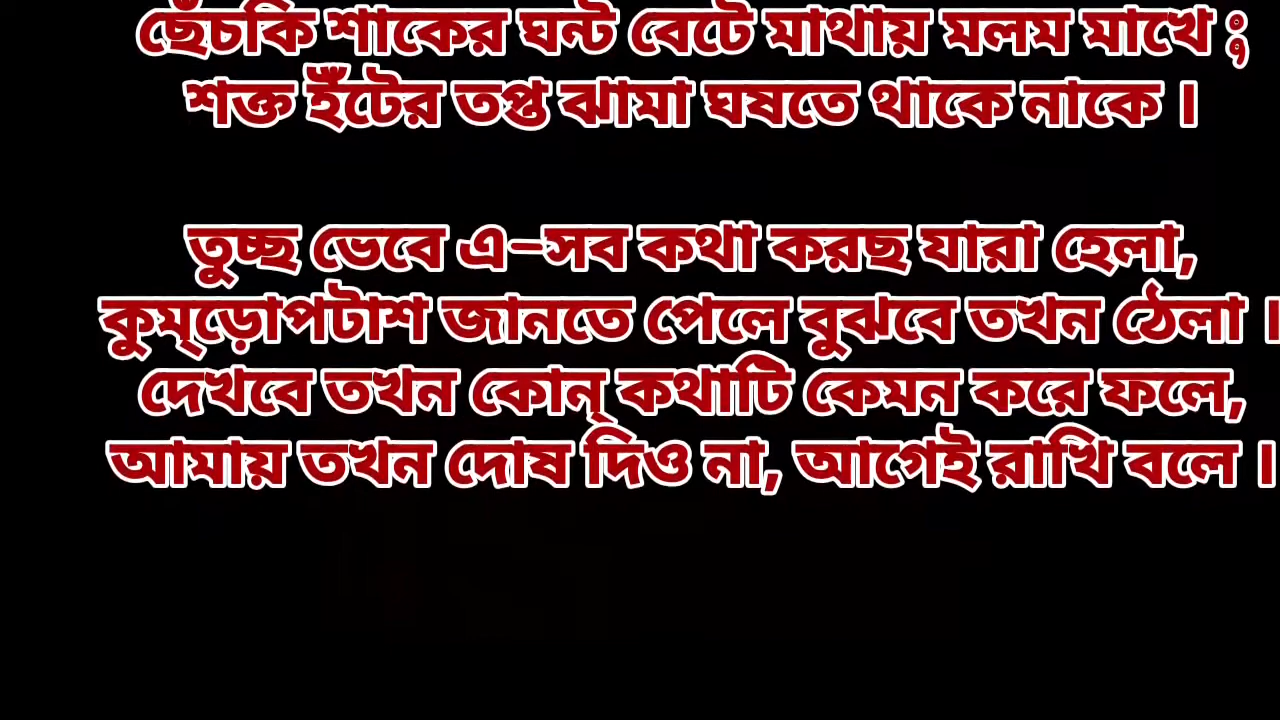 ছেঁচকি শাকের ঘন্ট বেটে মাথায় মলম মাখে ;
শক্ত ইঁটের তপ্ত ঝামা ঘষতে থাকে নাকে ।
তুচ্ছ ভেবে এ-সব কথা করছ যারা হেলা,
কুম্‌ড়োপটাশ জানতে পেলে বুঝবে তখন ঠেলা ।
দেখবে তখন কোন্‌ কথাটি কেমন করে ফলে,
আমায় তখন দোষ দিও না, আগেই রাখি বলে ।